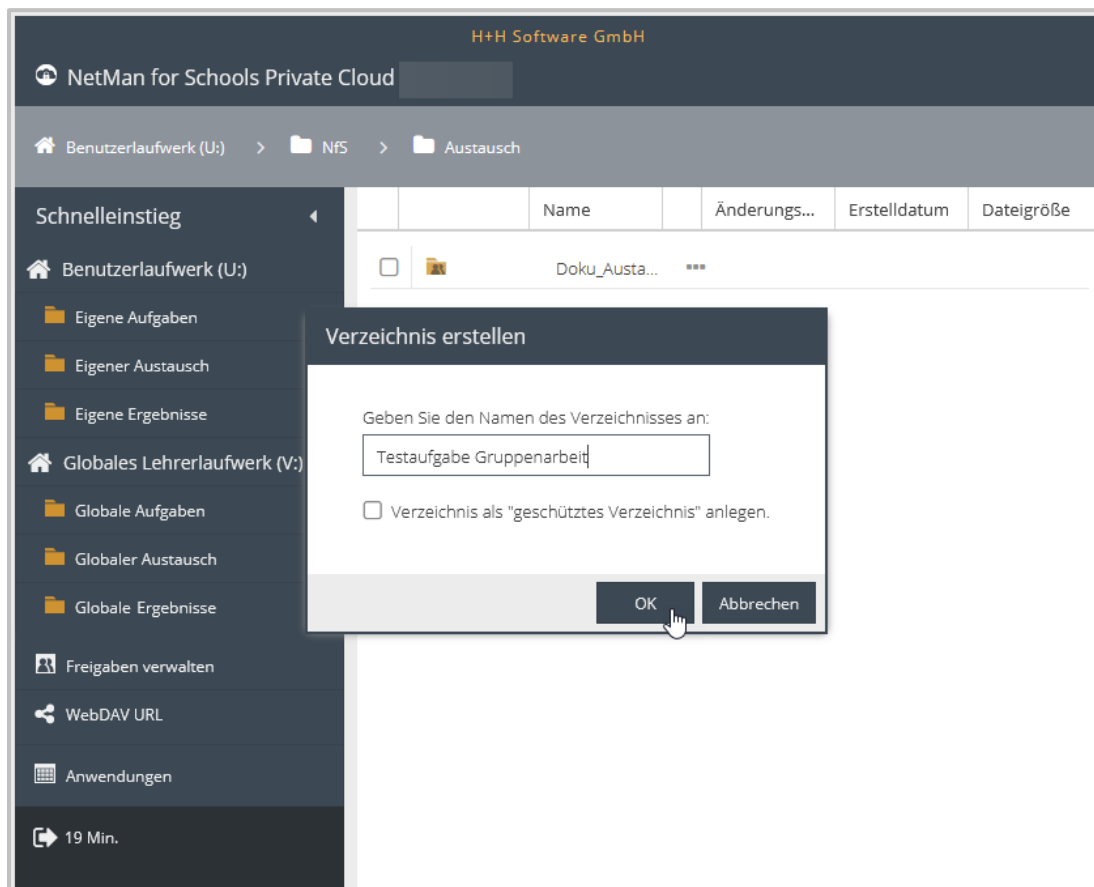 H+H Software GmbH
NetMan for Schools Private Cloud
Benutzerlaufwerk (U:) > NfS > Austausch
Schnelleinstieg
Name Änderungs... Erstelldatum Dateigröße
Benutzerlaufwerk (U:)
Doku_Austa...
Eigene Aufgaben
Eigener Austausch
Eigene Ergebnisse
Globales Lehrerlaufwerk (V:)
Globale Aufgaben
Globaler Austausch
Globale Ergebnisse
Freigaben verwalten
WebDAV URL
Anwendungen
19 Min.
Verzeichnis erstellen
Geben Sie den Namen des Verzeichnisses an:
Testaufgabe Gruppenarbeit
Verzeichnis als "geschütztes Verzeichnis" anlegen.
OK Abbrechen